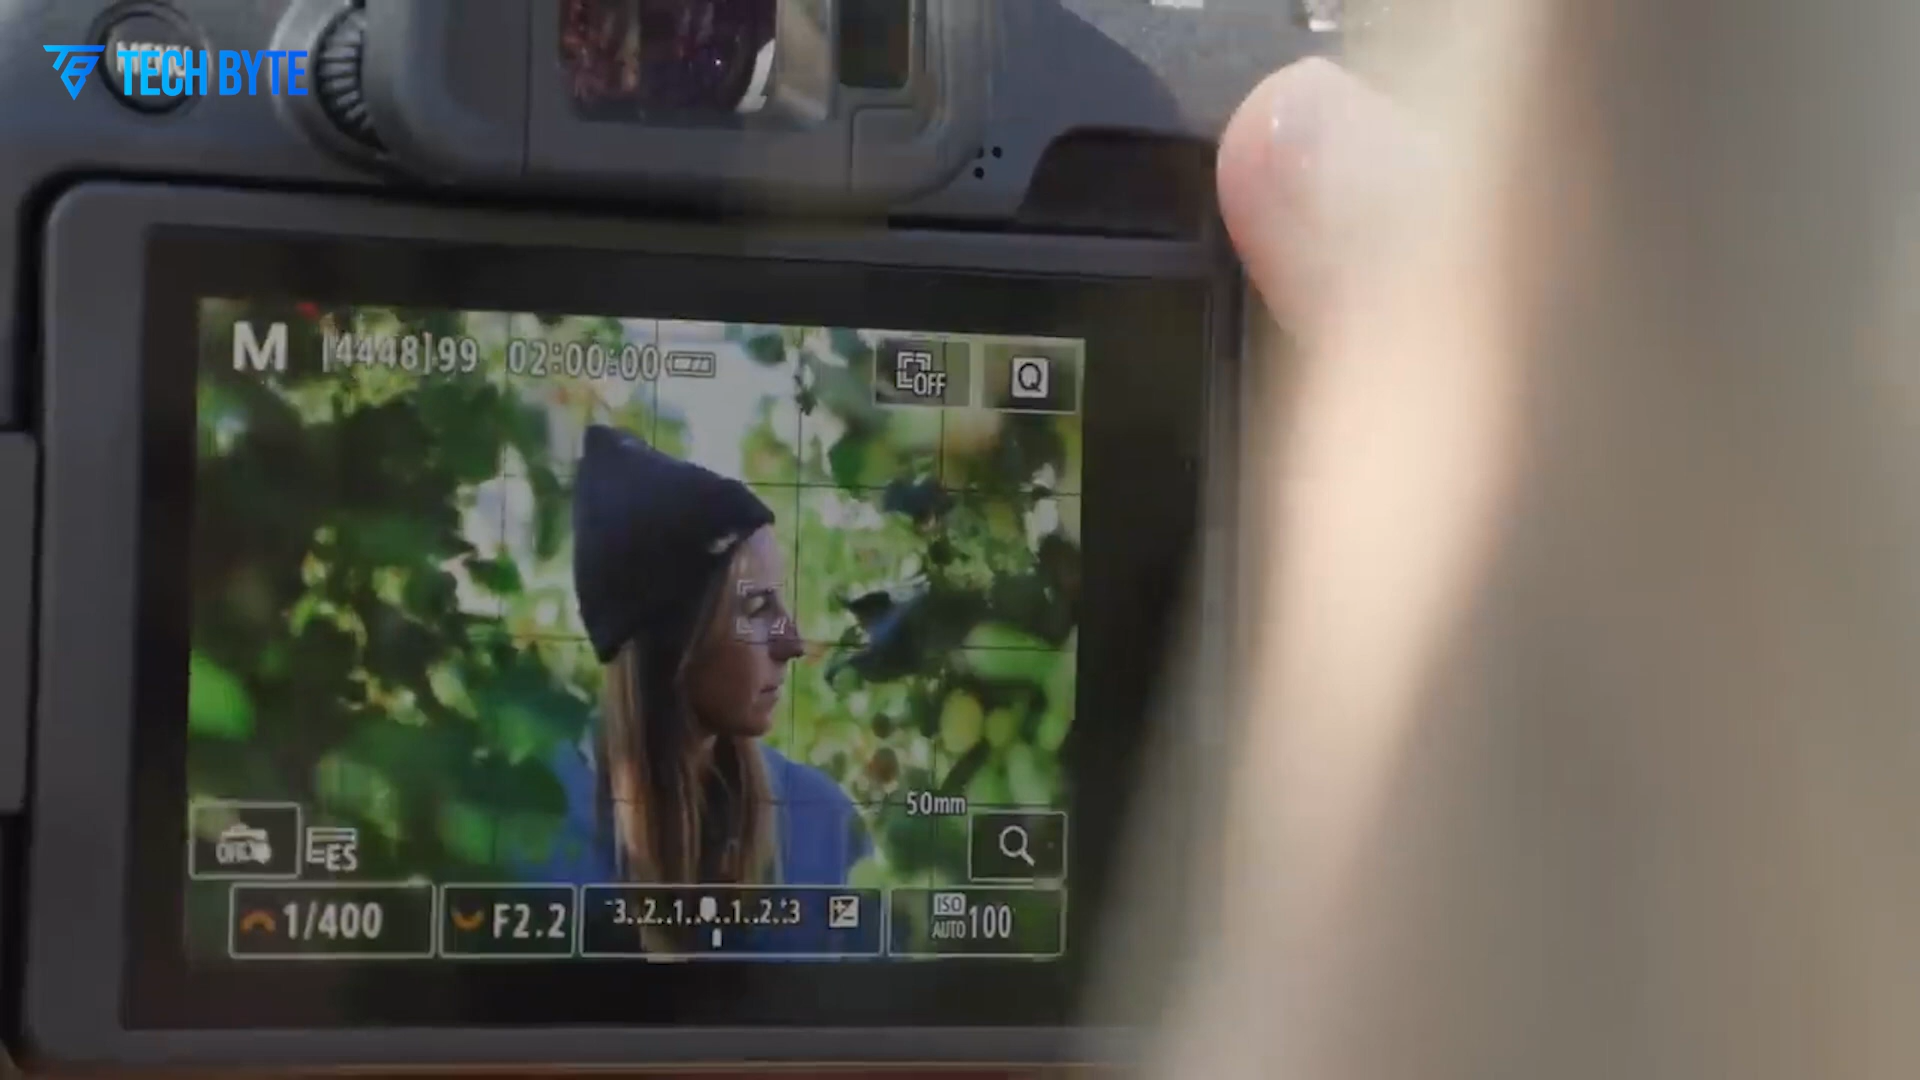 MENU
TECH BYTE
M [4448]99 02:00:00
OFF
Q
50mm
ES
1/400 F2.2 -3..2..1..0..1..2..+3 ISO AUTO 100